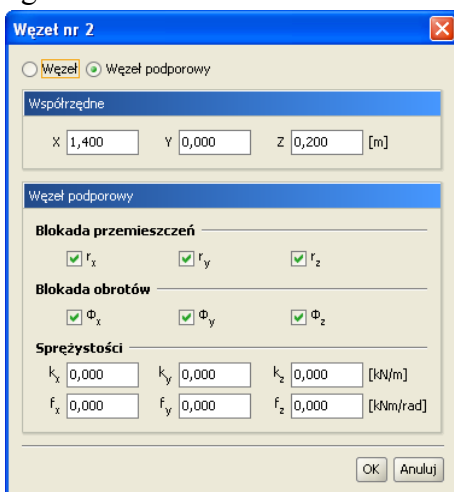 Węzeł nr 2
Węzeł Węzeł podporowy
Współrzędne
X 1,400 Y 0,000 Z 0,200 [m]
Węzeł podporowy
Blokada przemieszczeń
rx ry rz
Blokada obrotów
Φx Φy Φz
Sprężystości
kx 0,000 ky 0,000 kz 0,000 [kN/m]
fx 0,000 fy 0,000 fz 0,000 [kNm/rad]
OK Anuluj